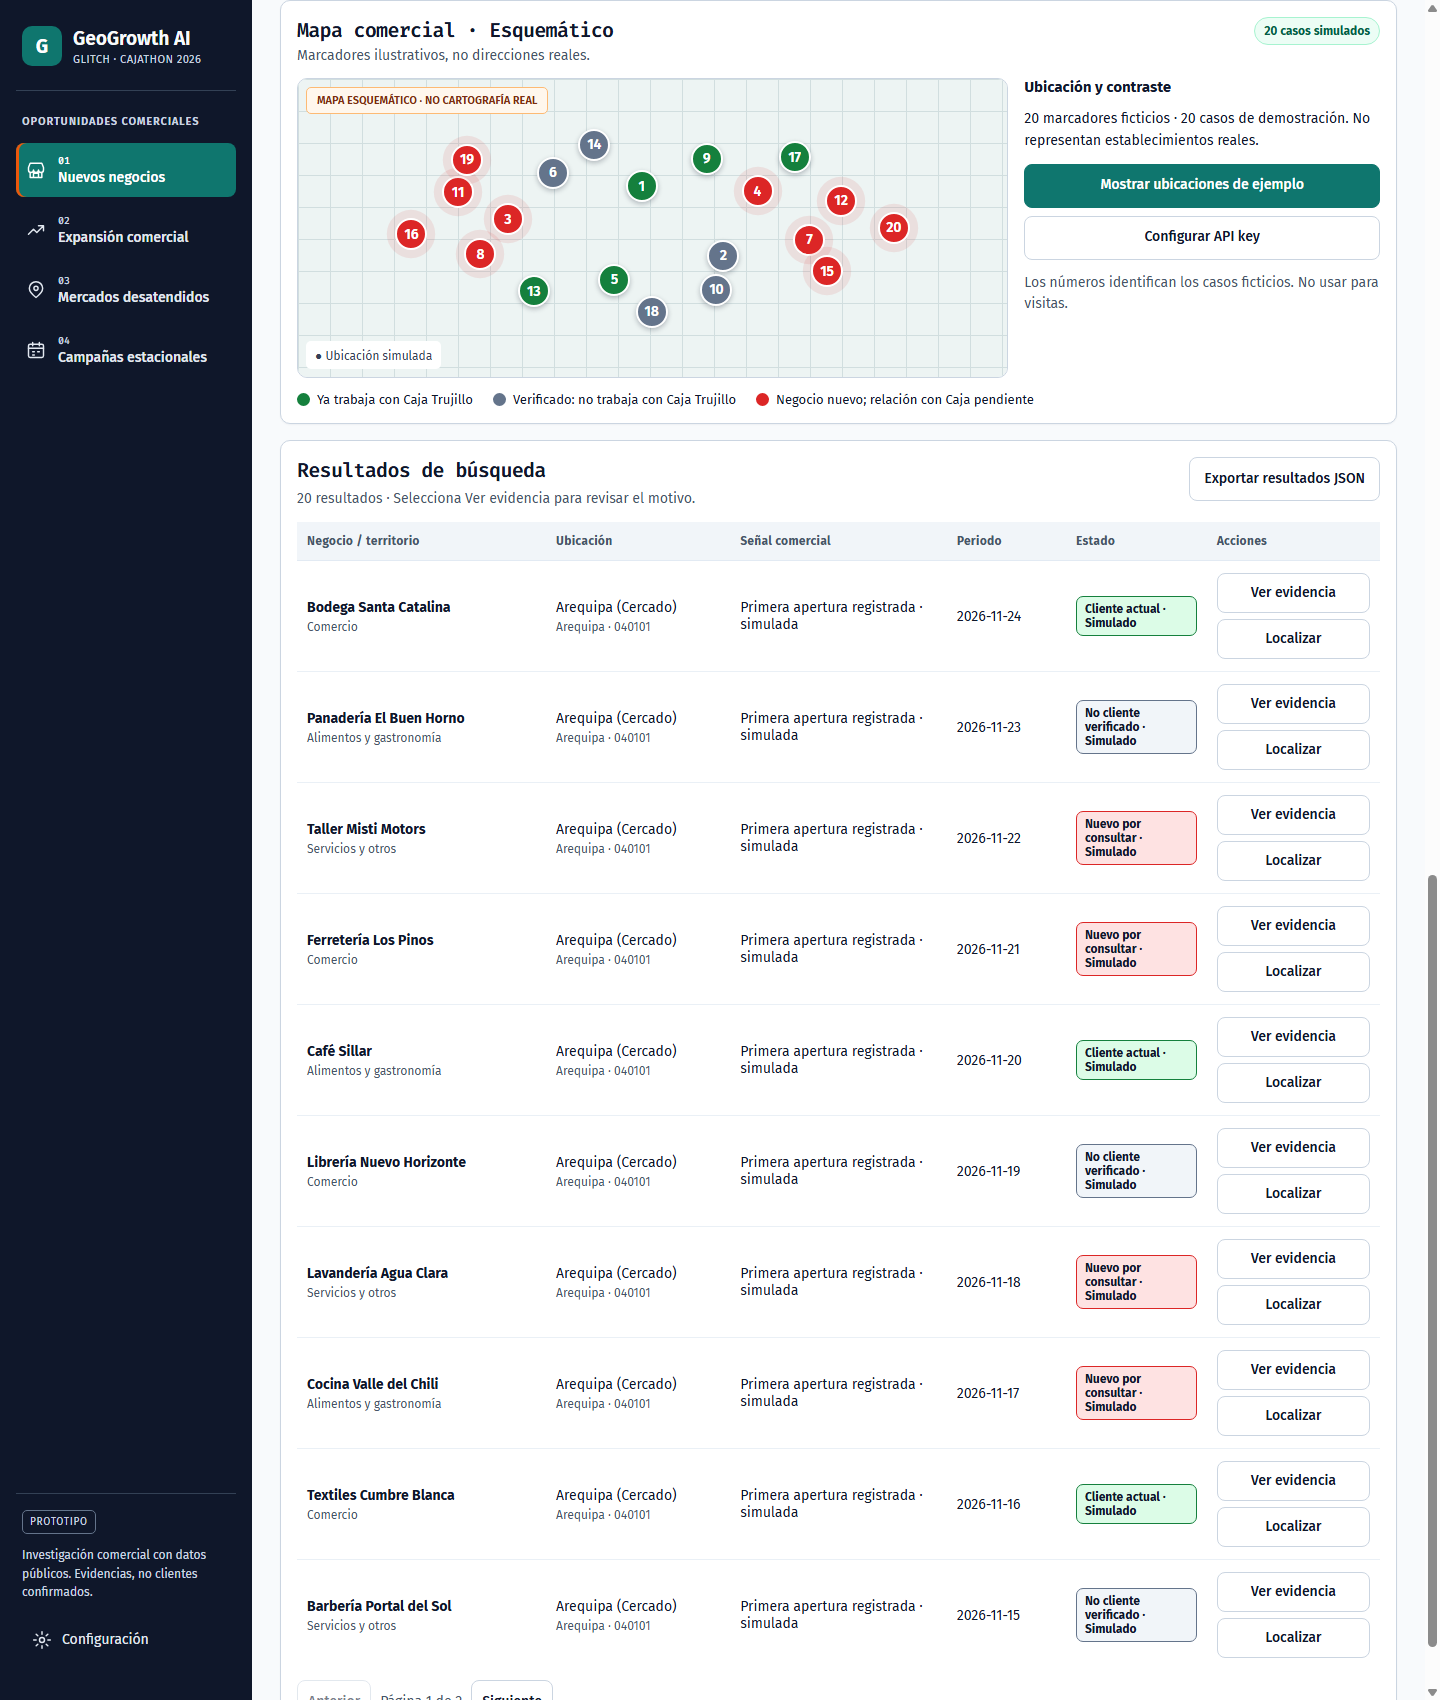 G
GeoGrowth AI
GLITCH · CAJATHON 2026
OPORTUNIDADES COMERCIALES
01
Nuevos negocios
02
Expansión comercial
03
Mercados desatendidos
04
Campañas estacionales
PROTOTIPO
Investigación comercial con datos
públicos. Evidencias, no clientes
confirmados.
Configuración
Mapa comercial · Esquemático
Marcadores ilustrativos, no direcciones reales.
20 casos simulados
MAPA ESQUEMÁTICO · NO CARTOGRAFÍA REAL
14
19
9
17
6
1
11
4
12
3
16
20
7
8
2
15
5
13
10
18
● Ubicación simulada
Ubicación y contraste
20 marcadores ficticios · 20 casos de demostración. No
representan establecimientos reales.
Mostrar ubicaciones de ejemplo
Configurar API key
Los números identifican los casos ficticios. No usar para
visitas.
Ya trabaja con Caja Trujillo
Verificado: no trabaja con Caja Trujillo
Negocio nuevo; relación con Caja pendiente
Resultados de búsqueda
20 resultados · Selecciona Ver evidencia para revisar el motivo.
Exportar resultados JSON
Negocio / territorio
Ubicación
Señal comercial
Periodo
Estado
Acciones
Bodega Santa Catalina
Comercio
Arequipa (Cercado)
Arequipa · 040101
Primera apertura registrada ·
simulada
2026-11-24
Cliente actual ·
Simulado
Ver evidencia
Localizar
Panadería El Buen Horno
Alimentos y gastronomía
Arequipa (Cercado)
Arequipa · 040101
Primera apertura registrada ·
simulada
2026-11-23
No cliente
verificado ·
Simulado
Ver evidencia
Localizar
Taller Misti Motors
Servicios y otros
Arequipa (Cercado)
Arequipa · 040101
Primera apertura registrada ·
simulada
2026-11-22
Nuevo por
consultar ·
Simulado
Ver evidencia
Localizar
Ferretería Los Pinos
Comercio
Arequipa (Cercado)
Arequipa · 040101
Primera apertura registrada ·
simulada
2026-11-21
Nuevo por
consultar ·
Simulado
Ver evidencia
Localizar
Café Sillar
Alimentos y gastronomía
Arequipa (Cercado)
Arequipa · 040101
Primera apertura registrada ·
simulada
2026-11-20
Cliente actual ·
Simulado
Ver evidencia
Localizar
Librería Nuevo Horizonte
Comercio
Arequipa (Cercado)
Arequipa · 040101
Primera apertura registrada ·
simulada
2026-11-19
No cliente
verificado ·
Simulado
Ver evidencia
Localizar
Lavandería Agua Clara
Servicios y otros
Arequipa (Cercado)
Arequipa · 040101
Primera apertura registrada ·
simulada
2026-11-18
Nuevo por
consultar ·
Simulado
Ver evidencia
Localizar
Cocina Valle del Chili
Alimentos y gastronomía
Arequipa (Cercado)
Arequipa · 040101
Primera apertura registrada ·
simulada
2026-11-17
Nuevo por
consultar ·
Simulado
Ver evidencia
Localizar
Textiles Cumbre Blanca
Comercio
Arequipa (Cercado)
Arequipa · 040101
Primera apertura registrada ·
simulada
2026-11-16
Cliente actual ·
Simulado
Ver evidencia
Localizar
Barbería Portal del Sol
Servicios y otros
Arequipa (Cercado)
Arequipa · 040101
Primera apertura registrada ·
simulada
2026-11-15
No cliente
verificado ·
Simulado
Ver evidencia
Localizar
Anterior
Página 1 de 2
Siguiente